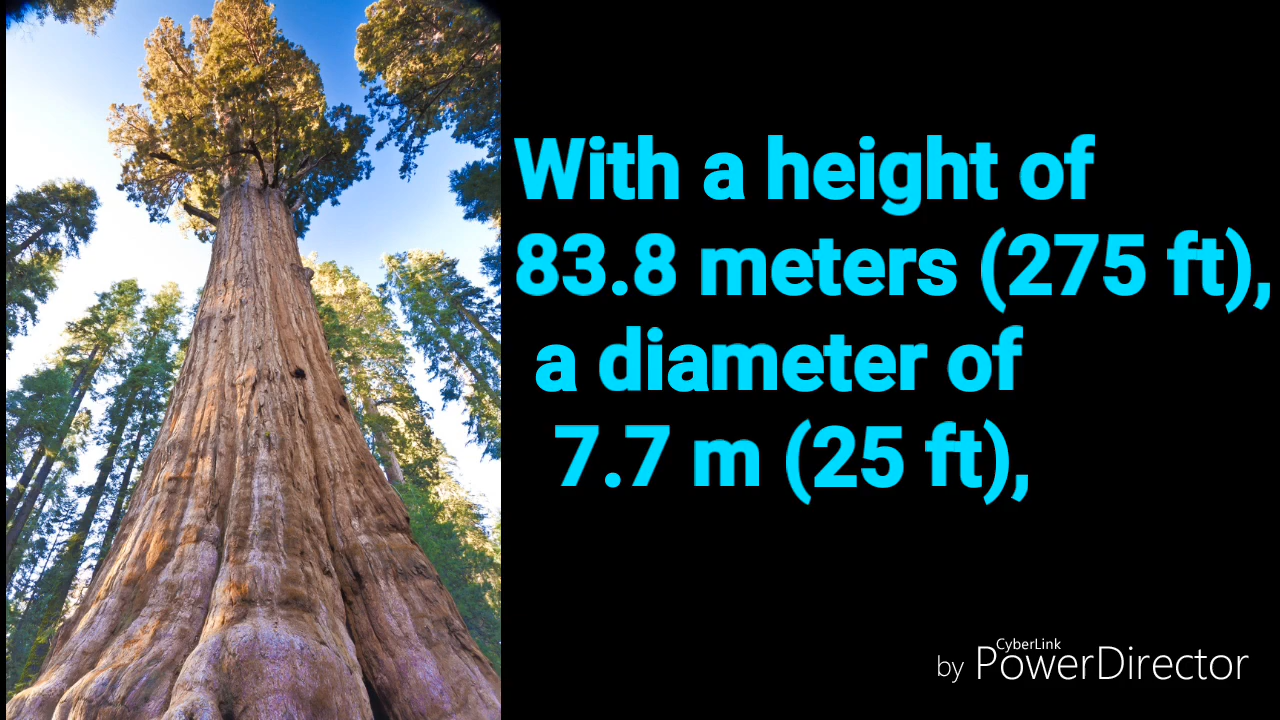 With a height of
83.8 meters (275 ft),
a diameter of
7.7 m (25 ft),
CyberLink
by PowerDirector